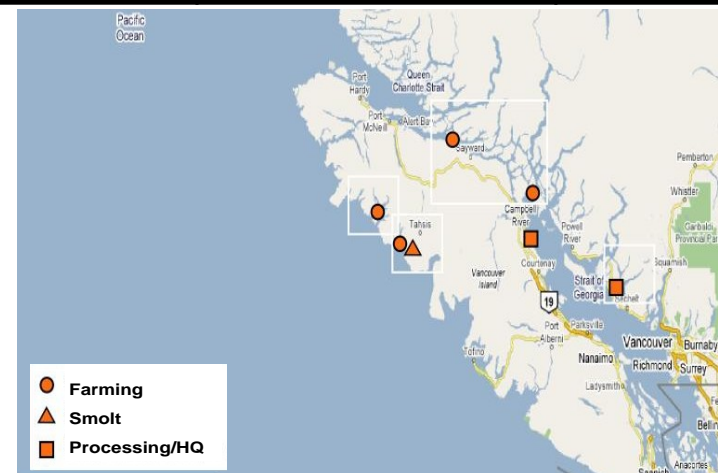 Pacific
Ocean
Queen
Charlotte Strait
Port
Hardy
Port
McNeill
Alert Bay
Sayward
Pemberton
Whistler
Campbell
River
Powell
River
Garibaldi
Provincial Par
Tahsis
Squamish
Courtenay
Vancouver
Island
Strait of
Georgia
Sechelt
19
Port
Alberni
Parksville
Vancouver
Burnaby
Nanaimo
Richmond
Surrey
Tofino
Ladysmith
Bellin
Anacortes
Farming
Smolt
Processing/HQ